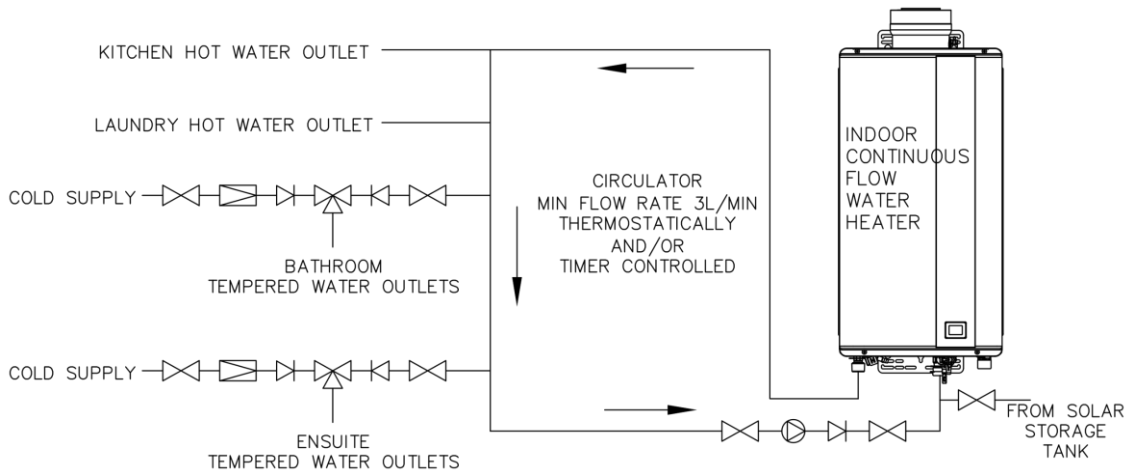 KITCHEN HOT WATER OUTLET
LAUNDRY HOT WATER OUTLET
COLD SUPPLY
BATHROOM
TEMPERED WATER OUTLETS
COLD SUPPLY
ENSUITE
TEMPERED WATER OUTLETS
CIRCULATOR
MIN FLOW RATE 3L/MIN
THERMOSTATICALLY
AND/OR
TIMER CONTROLLED
INDOOR
CONTINUOUS
FLOW
WATER
HEATER
FROM SOLAR
STORAGE
TANK